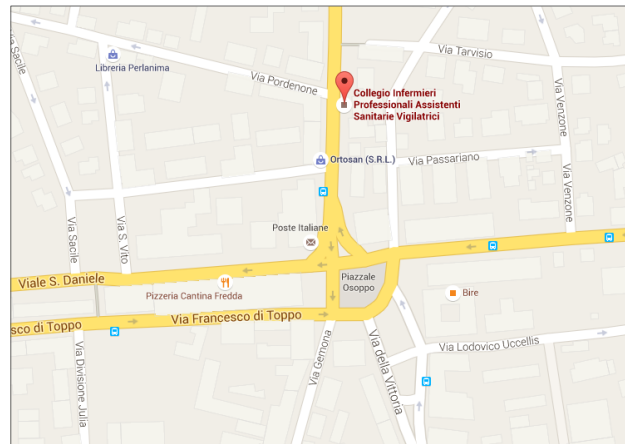 Via Sacile
Libreria Perlanima
Via Pordenone
Via Tarvisio
Via Venzone
Collegio Infermieri
Professionali Assistenti
Sanitarie Vigilatrici
Ortosan (S.R.L.)
Via Passariano
Via Venzone
Via Sacile
Via S. Vito
Poste Italiane
Viale S. Daniele
Pizzeria Cantina Fredda
Piazzale
Osoppo
Bire
sco di Toppo
Via Francesco di Toppo
Via Divisione Julia
Via Gemona
Via della Vittoria
Via Lodovico Uccellis